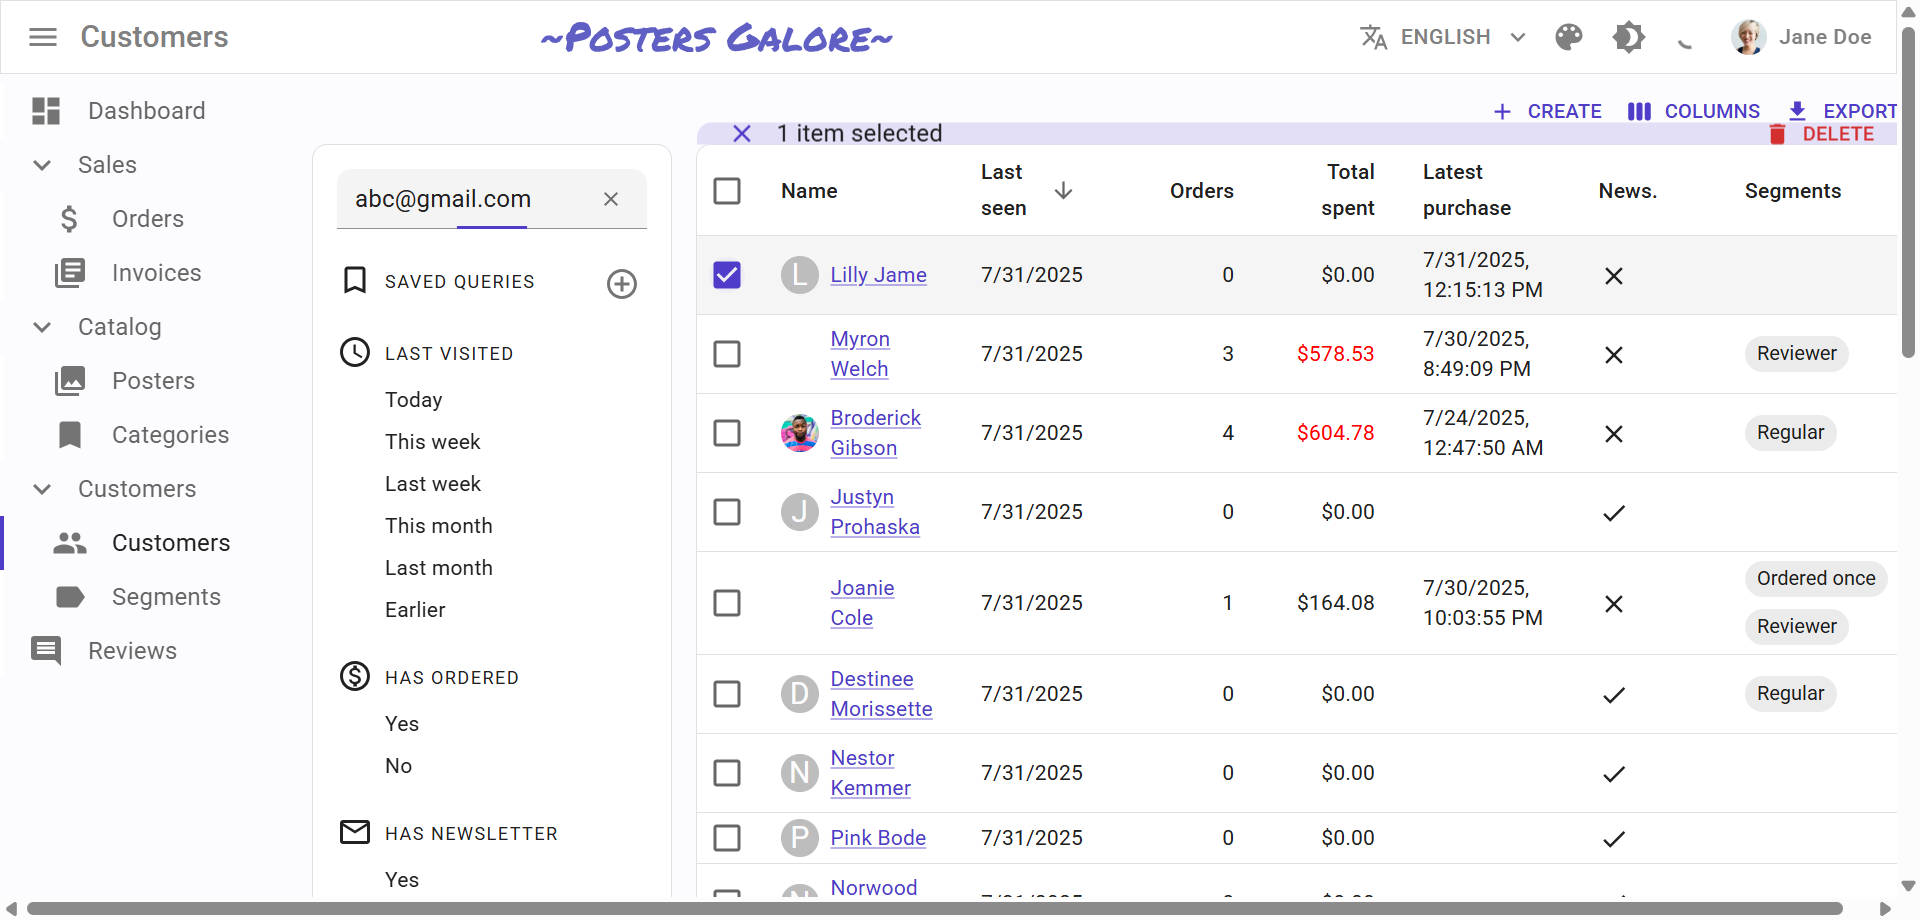 Customers
~Posters Galore~
ENGLISH
Jane Doe
Dashboard
Sales
Orders
Invoices
Catalog
Posters
Categories
Customers
Customers
Segments
Reviews
abc@gmail.com
SAVED QUERIES
LAST VISITED
Today
This week
Last week
This month
Last month
Earlier
HAS ORDERED
Yes
No
HAS NEWSLETTER
Yes
CREATE
COLUMNS
EXPORT
1 item selected
DELETE
Name
Last seen
Orders
Total spent
Latest purchase
News.
Segments
L Lilly Jame 7/31/2025 0 $0.00 7/31/2025, 12:15:13 PM
Myron Welch 7/31/2025 3 $578.53 7/30/2025, 8:49:09 PM Reviewer
Broderick Gibson 7/31/2025 4 $604.78 7/24/2025, 12:47:50 AM Regular
J Justyn Prohaska 7/31/2025 0 $0.00
Joanie Cole 7/31/2025 1 $164.08 7/30/2025, 10:03:55 PM Ordered once Reviewer
D Destinee Morissette 7/31/2025 0 $0.00 Regular
N Nestor Kemmer 7/31/2025 0 $0.00
P Pink Bode 7/31/2025 0 $0.00
Norwood